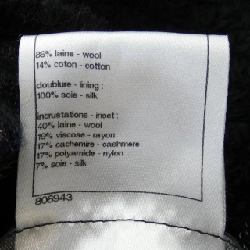 86% laine - wool
14% coton - cotton
doublure - lining :
100% soie - silk
incrustations - inset :
40% laine - wool
19% viscose - rayon
17% cachemire - cashmere
17% polyamide - nylon
7% soie - silk
806943